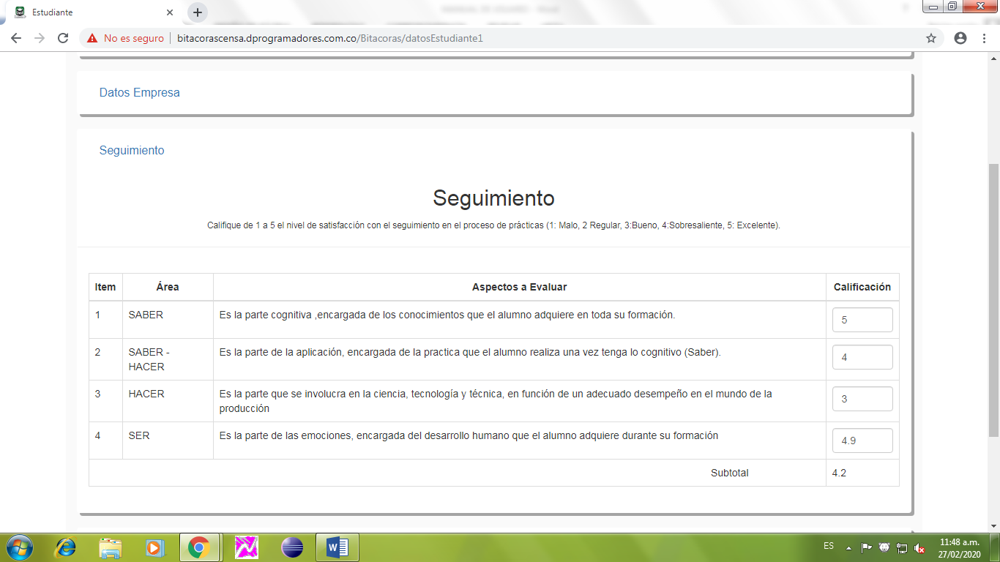 Estudiante
No es seguro bitacorascensa.dprogramadores.com.co/Bitacoras/datosEstudiante1
Datos Empresa
Seguimiento
Seguimiento
Califique de 1 a 5 el nivel de satisfacción con el seguimiento en el proceso de prácticas (1: Malo, 2 Regular, 3:Bueno, 4:Sobresaliente, 5: Excelente).
Item Área Aspectos a Evaluar Calificación
1 SABER Es la parte cognitiva ,encargada de los conocimientos que el alumno adquiere en toda su formación. 5
2 SABER - Es la parte de la aplicación, encargada de la practica que el alumno realiza una vez tenga lo cognitivo (Saber). 4
HACER
3 HACER Es la parte que se involucra en la ciencia, tecnología y técnica, en función de un adecuado desempeño en el mundo de la 3
producción
4 SER Es la parte de las emociones, encargada del desarrollo humano que el alumno adquiere durante su formación 4.9
Subtotal 4.2
ES 11:48 a.m.
27/02/2020